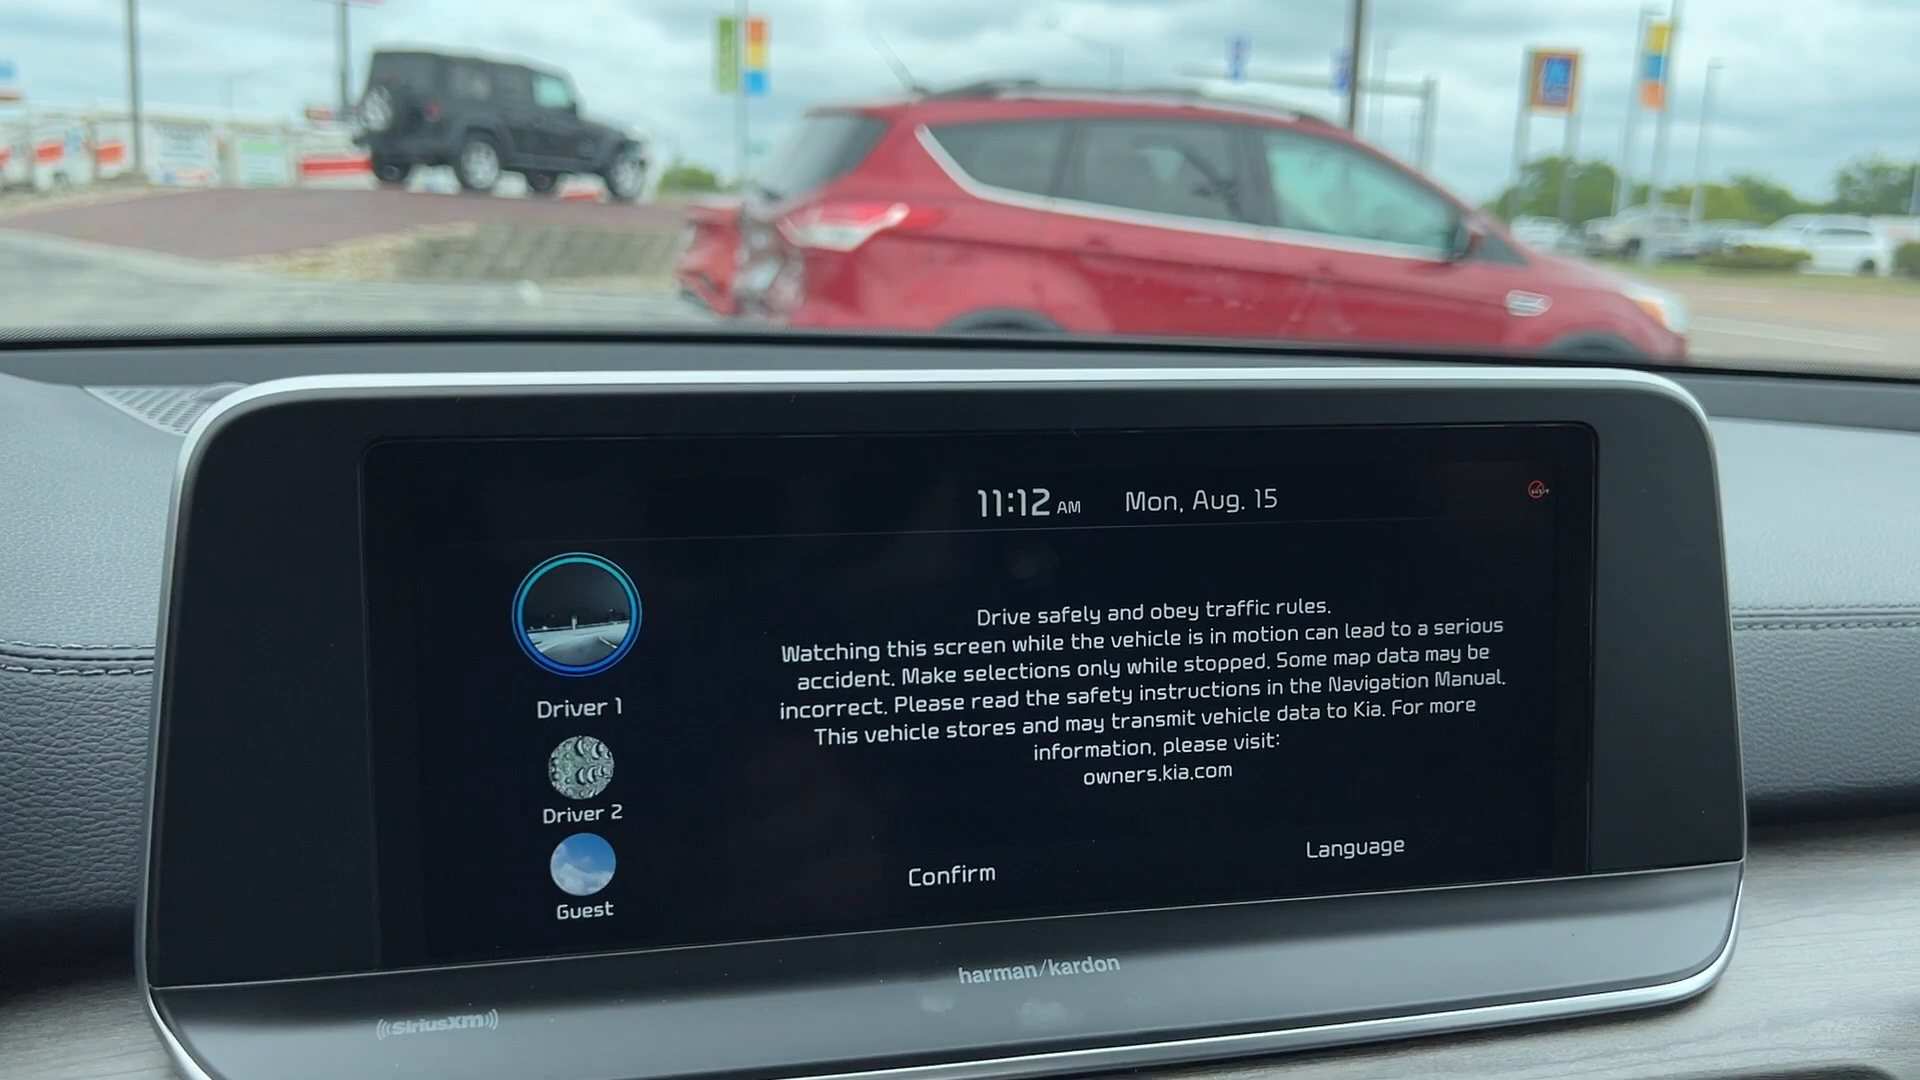 11:12 AM Mon, Aug. 15
Drive safely and obey traffic rules.
Watching this screen while the vehicle is in motion can lead to a serious
accident. Make selections only while stopped. Some map data may be
incorrect. Please read the safety instructions in the Navigation Manual.
This vehicle stores and may transmit vehicle data to Kia. For more
information, please visit:
owners.kia.com
Driver 1
Driver 2
Guest
Confirm
Language
harman/kardon
((SiriusXM))